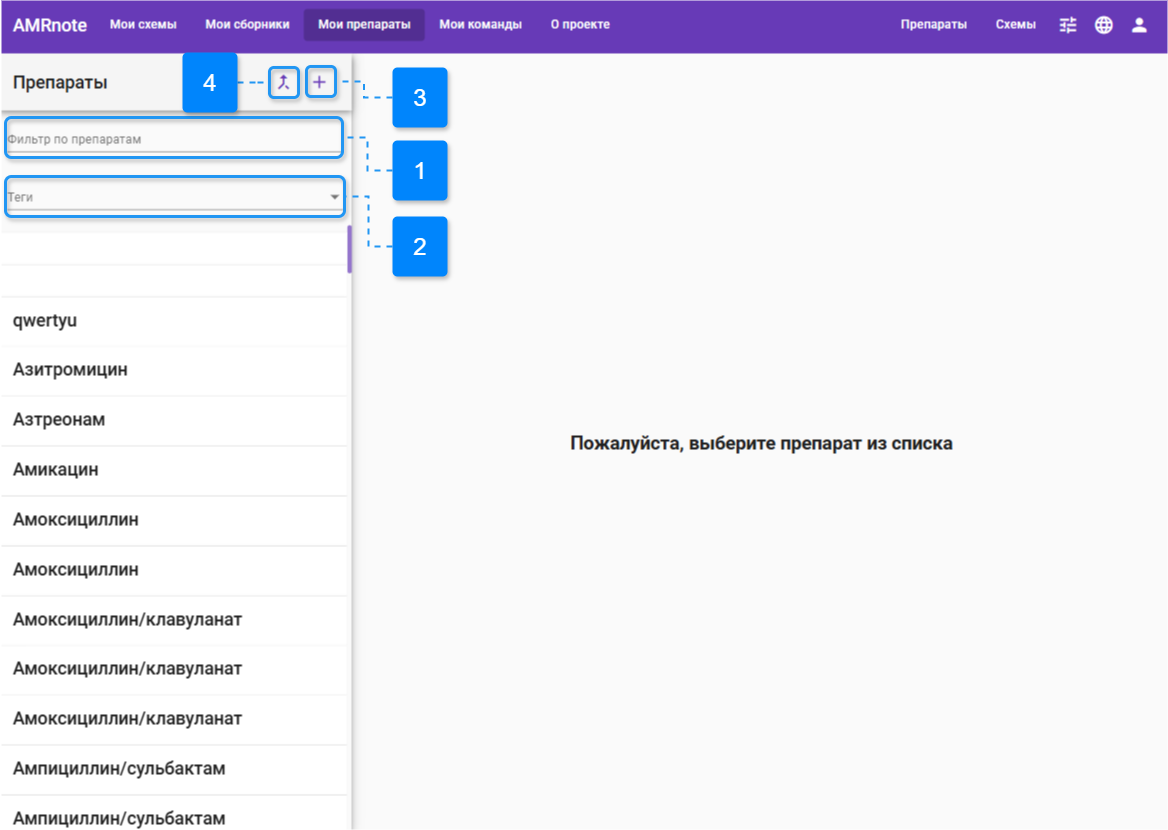 AMRnote Мои схемы Мои сборники Мои препараты Мои команды О проекте Препараты Схемы
Препараты 4
3
Фильтр по препаратам
1
Теги
2
qwertyu
Азитромицин
Азтреонам
Амикацин
Пожалуйста, выберите препарат из списка
Амоксициллин
Амоксициллин
Амоксициллин/клавуланат
Амоксициллин/клавуланат
Амоксициллин/клавуланат
Ампициллин/сульбактам
Ампициллин/сульбактам